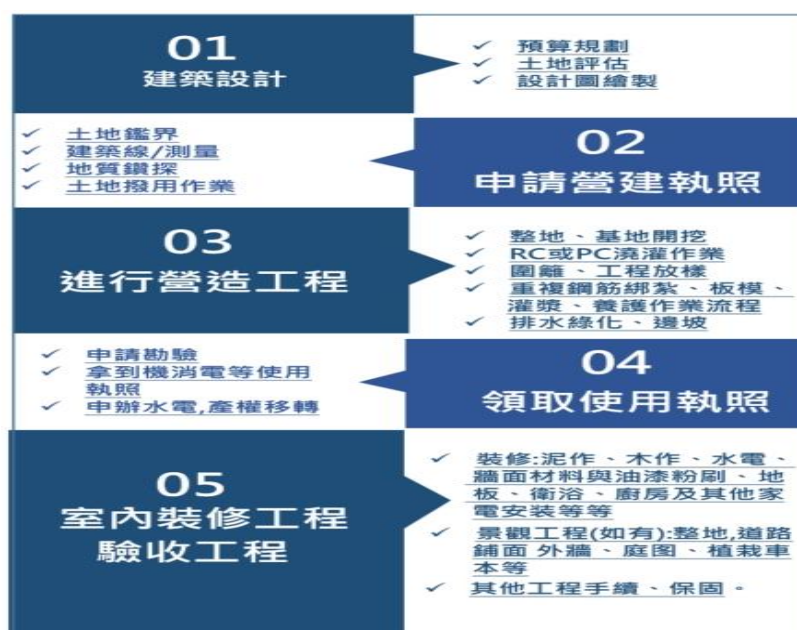 01
建築設計
預算規劃
土地評估
設計圖繪製
土地鑑界
建築線/測量
地质鑽探
土地撥用作業
02
申請營建執照
03
進行營造工程
整地、基地開挖
RC或PC澆灌作業
圍離、工程放樣
重複鋼筋綁紮、板模、
灌漿、養護作業流程
排水綠化、邊坡
申請勘驗
拿到機消電等使用
執照
申辦水電,產權移轉
04
領取使用執照
05
室內裝修工程
驗收工程
裝修:泥作、木作、水電、
牆面材料與油漆粉刷、地
板、衛浴、廚房及其他家
電安裝等等
景觀工程(如有):整地,道路
鋪面 外牆、庭图、植栽車
本等
其他工程手續、保固。